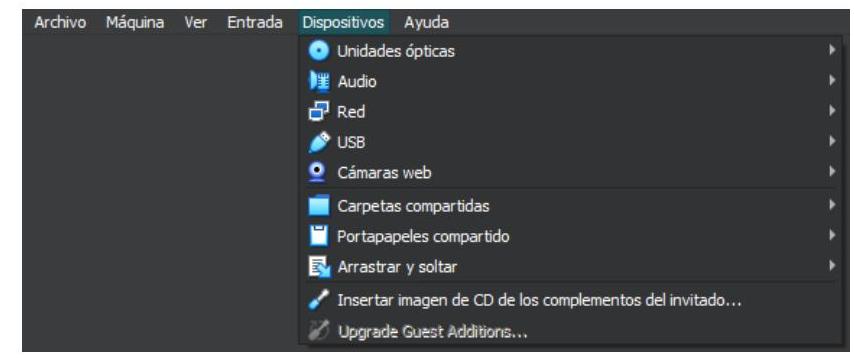 Archivo Máquina Ver Entrada Dispositivos Ayuda
Unidades ópticas
Audio
Red
USB
Cámaras web
Carpetas compartidas
Portapapeles compartido
Arrastrar y soltar
Insertar imagen de CD de los complementos del invitado...
Upgrade Guest Additions...